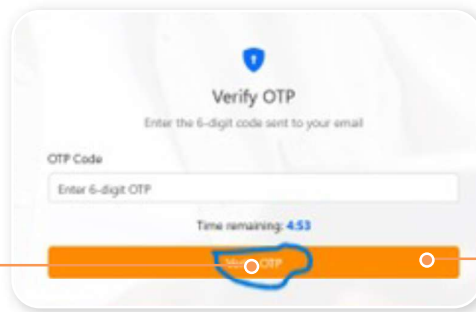 Verify OTP
Enter the 6-digit code sent to your email
OTP Code
Enter 6-digit OTP
Time remaining: 4:53
OTP